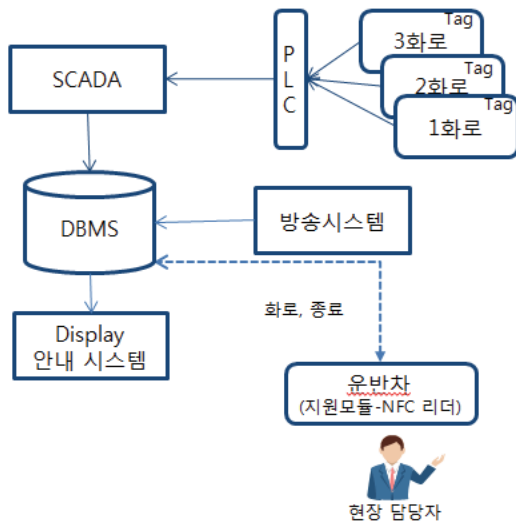 Tag
3화로
Tag
2화로
Tag
1화로
P
L
C
SCADA
DBMS
방송시스템
Display
안내 시스템
화로, 종료
운반차
(지원모듈-NFC 리더)
현장 담당자